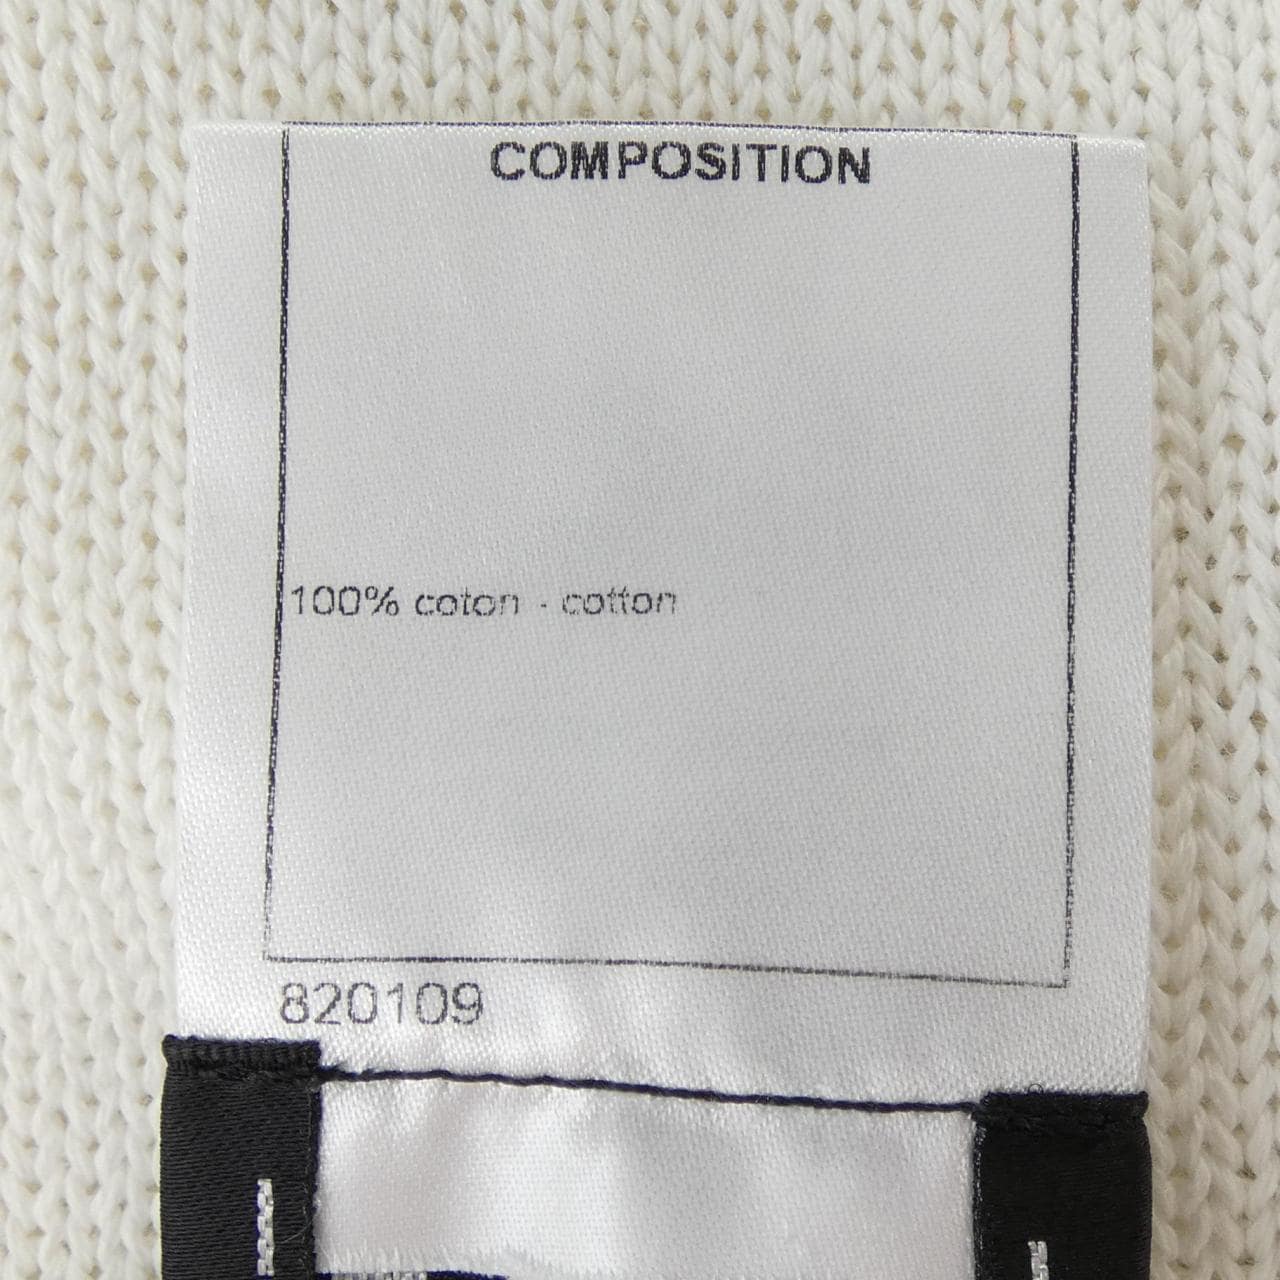 COMPOSITION
100% coton - cotton
820109